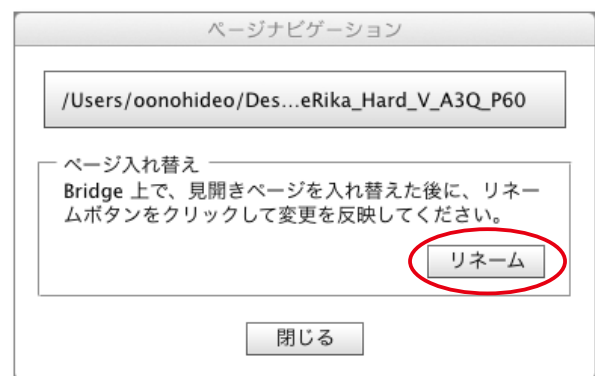 ページナビゲーション
/Users/oonohideo/Des...eRika_Hard_V_A3Q_P60
ページ入れ替え
Bridge 上で、見開きページを入れ替えた後に、リネー
ムボタンをクリックして変更を反映してください。
リネーム
閉じる